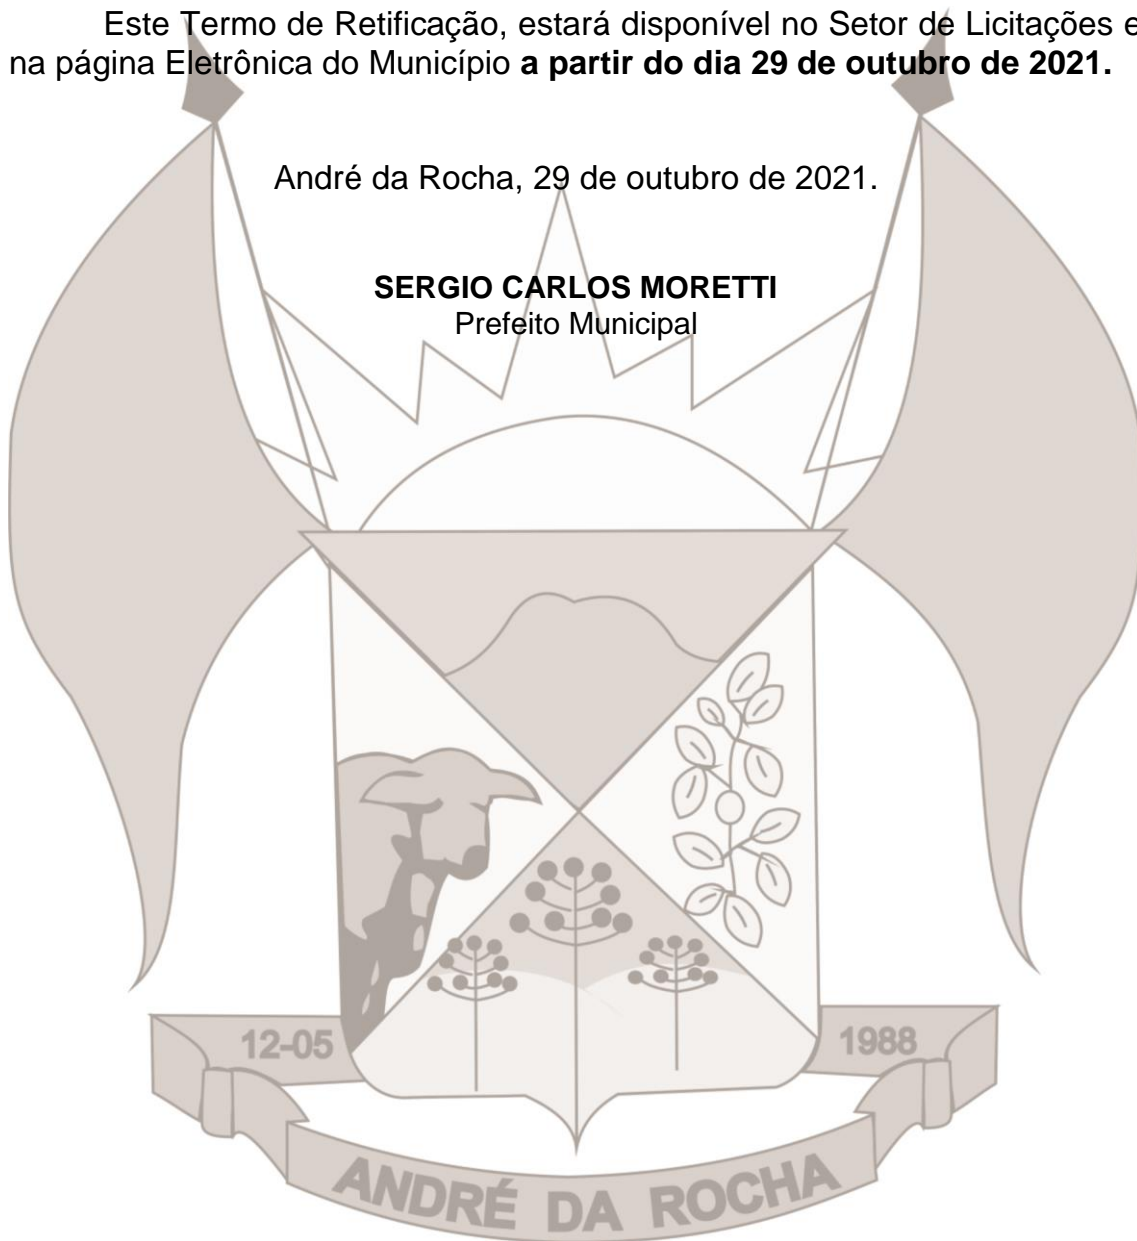 Este Termo de Retificação, estará disponível no Setor de Licitações e
na página Eletrônica do Município a partir do dia 29 de outubro de 2021.
André da Rocha, 29 de outubro de 2021.
SERGIO CARLOS MORETTI
Prefeito Municipal
12-05
1988
ANDRÉ DA ROCHA